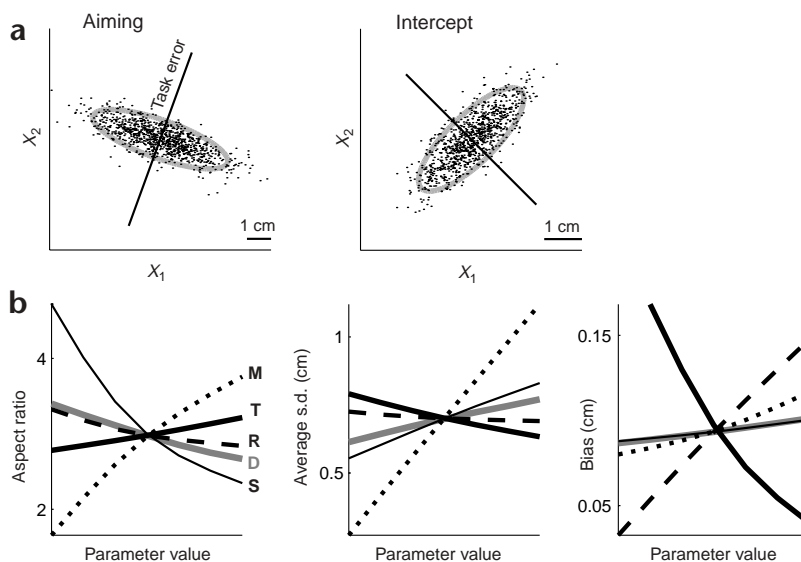 a
Aiming
Intercept
Task error
X2
X2
1 cm
1 cm
X1
X1
b
Aspect ratio
4
2
M
T
R
D
S
Parameter value
Average s.d. (cm)
1
0.5
Parameter value
Bias (cm)
0.15
0.05
Parameter value